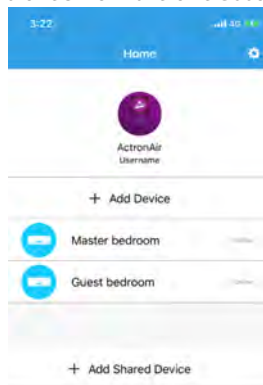 3:22
4G
Home
ActronAir
Username
+ Add Device
Master bedroom
Guest bedroom
+ Add Shared Device